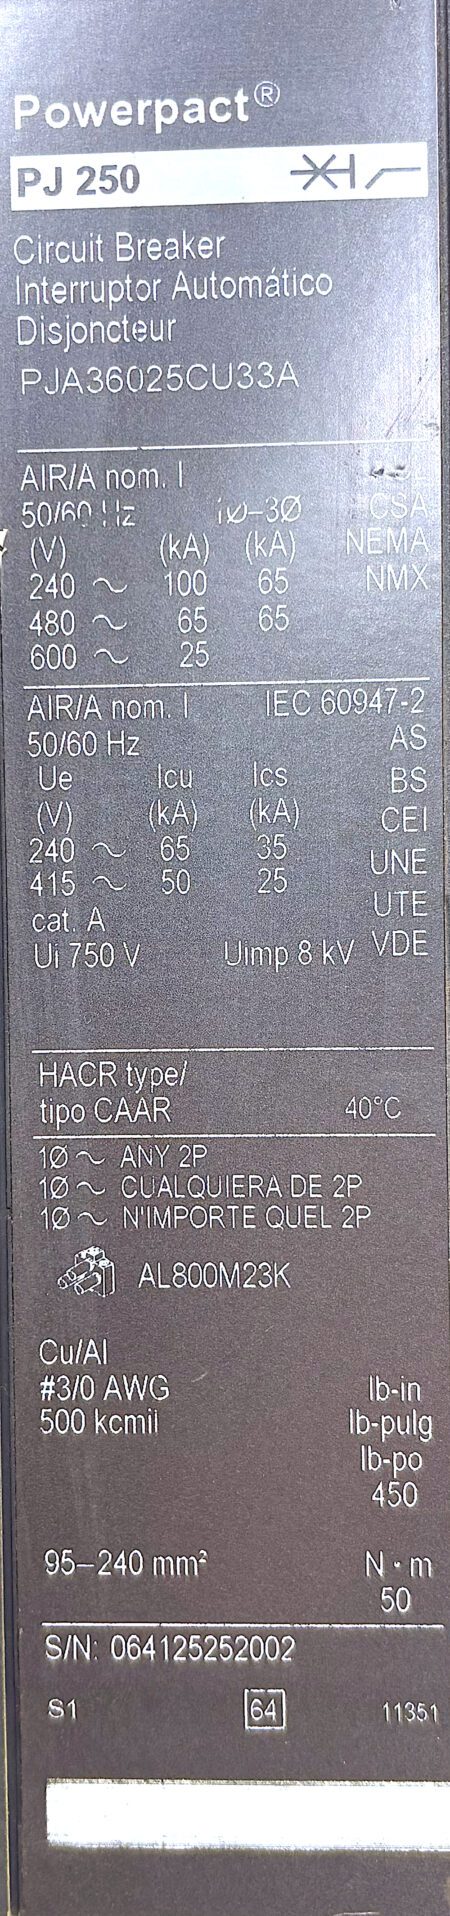 Powerpact®
PJ 250
Circuit Breaker
Interruptor Automático
Disjoncteur
PJA36025CU33A
AIR/A nom. I
50/60 Hz 1Ø-3Ø CSA
(V) (kA) (kA) NEMA
240 ~ 100 65 NMX
480 ~ 65 65
600 ~ 25
AIR/A nom. I IEC 60947-2
50/60 Hz AS
Ue Icu Ics BS
(V) (kA) (kA) CEI
240 ~ 65 35 UNE
415 ~ 50 25 UTE
cat. A
Ui 750 V Uimp 8 kV VDE
HACR type/
tipo CAAR 40°C
1Ø ~ ANY 2P
1Ø ~ CUALQUIERA DE 2P
1Ø ~ N'IMPORTE QUEL 2P
AL800M23K
Cu/Al
#3/0 AWG lb-in
500 kcmil lb-pulg
lb-po
450
95–240 mm² N · m
50
S/N: 064125252002
S1 64 11351